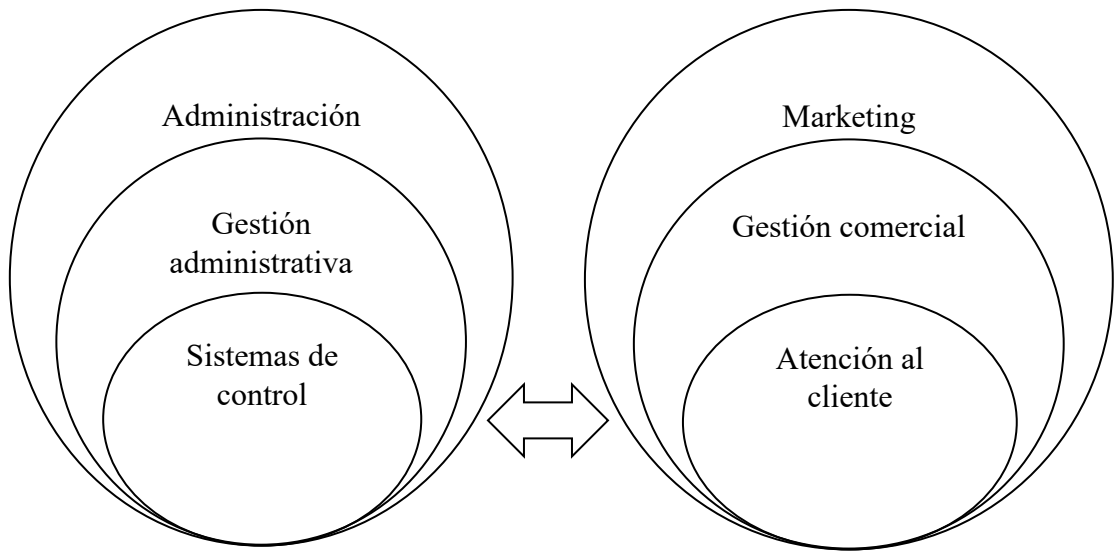 Administración
Gestión
administrativa
Sistemas de
control
Marketing
Gestión comercial
Atención al
cliente